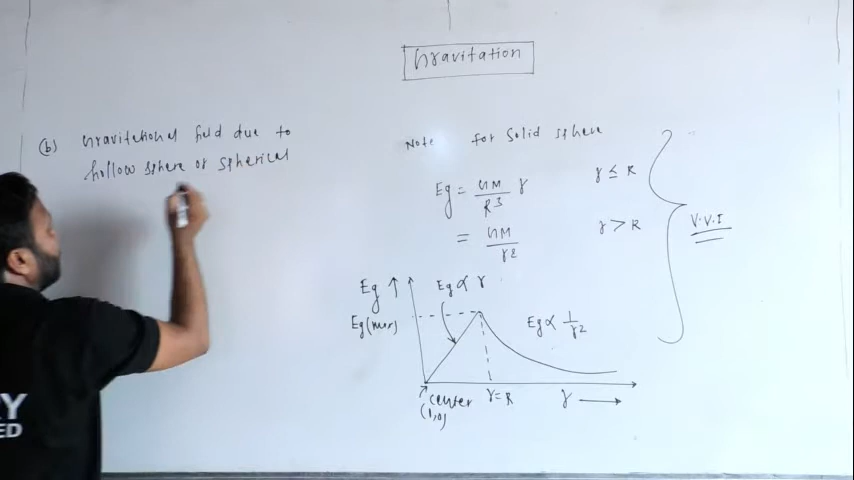 Gravitation
(b) Gravitational field due to
hollow sphere or spherical
Note for solid sphere
Eg = GM/R³ r r ≤ R
= GM/r² r > R
V.V.I
Eg ↑ Eg ∝ r
Eg(max)
Eg ∝ 1/r²
center r = R r →
RY
ED